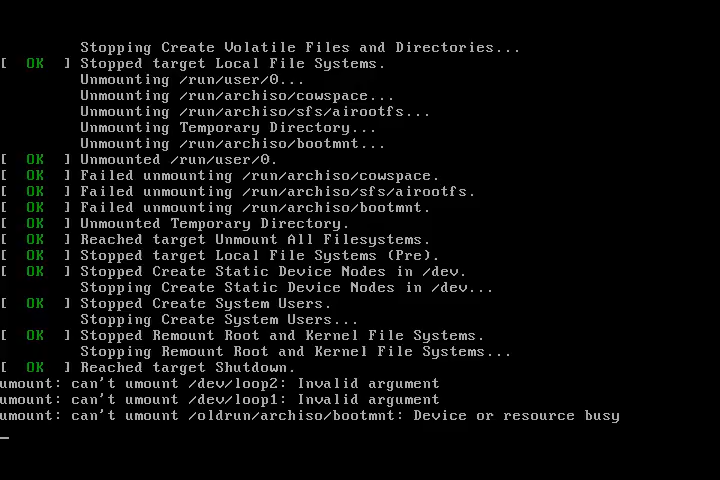 Stopping Create Volatile Files and Directories...
[  OK  ] Stopped target Local File Systems.
Unmounting /run/user/0...
Unmounting /run/archiso/cowspace...
Unmounting /run/archiso/sfs/airootfs...
Unmounting Temporary Directory...
Unmounting /run/archiso/bootmnt...
[  OK  ] Unmounted /run/user/0.
[  OK  ] Failed unmounting /run/archiso/cowspace.
[  OK  ] Failed unmounting /run/archiso/sfs/airootfs.
[  OK  ] Failed unmounting /run/archiso/bootmnt.
[  OK  ] Unmounted Temporary Directory.
[  OK  ] Reached target Unmount All Filesystems.
[  OK  ] Stopped target Local File Systems (Pre).
[  OK  ] Stopped Create Static Device Nodes in /dev.
Stopping Create Static Device Nodes in /dev...
[  OK  ] Stopped Create System Users.
Stopping Create System Users...
[  OK  ] Stopped Remount Root and Kernel File Systems.
Stopping Remount Root and Kernel File Systems...
[  OK  ] Reached target Shutdown.
umount: can't umount /dev/loop2: Invalid argument
umount: can't umount /dev/loop1: Invalid argument
umount: can't umount /oldrun/archiso/bootmnt: Device or resource busy